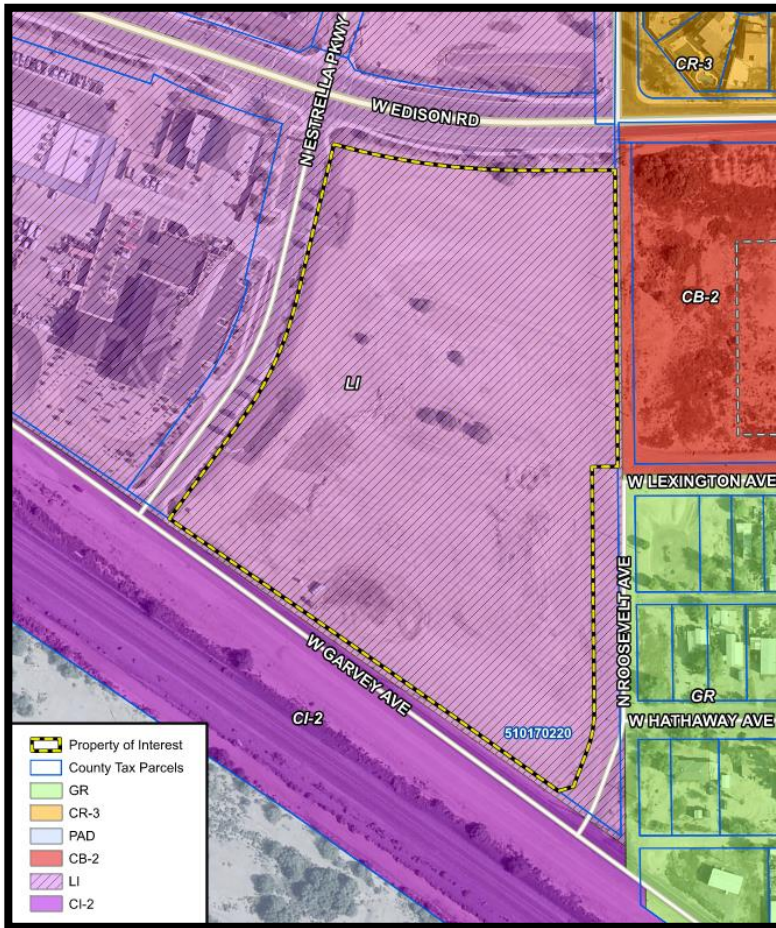 CR-3
N ESTRELLA PKWY
W EDISON RD
CB-2
LI
W LEXINGTON AVE
N ROOSEVELT AVE
W GARVEY AVE
GR
CI-2
W HATHAWAY AVE
510170220
Property of Interest
County Tax Parcels
GR
CR-3
PAD
CB-2
LI
CI-2